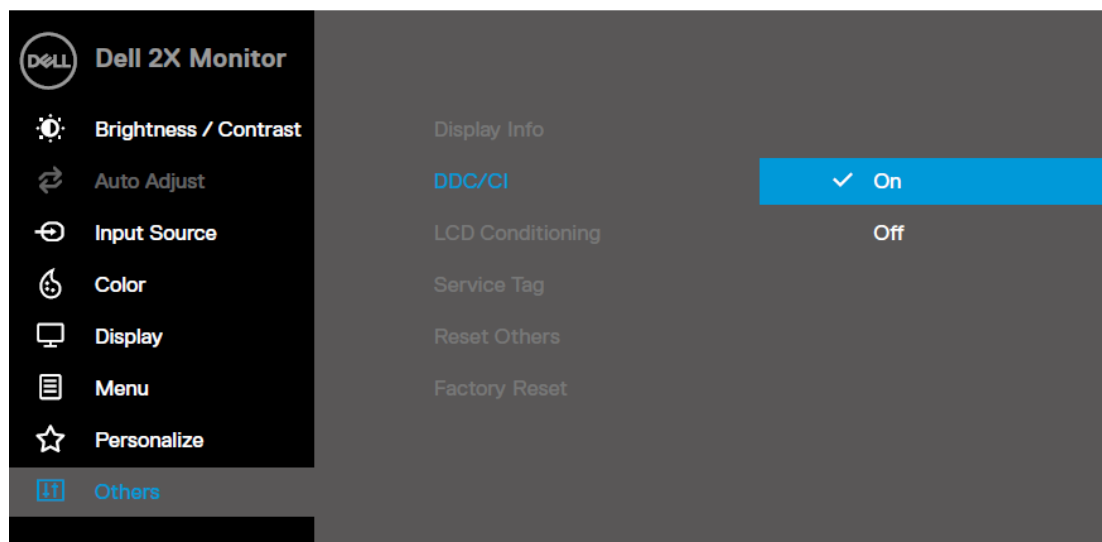 DELL Dell 2X Monitor
Brightness / Contrast
Auto Adjust
Input Source
Color
Display
Menu
Personalize
Others
Display Info
DDC/CI
LCD Conditioning
Service Tag
Reset Others
Factory Reset
On
Off